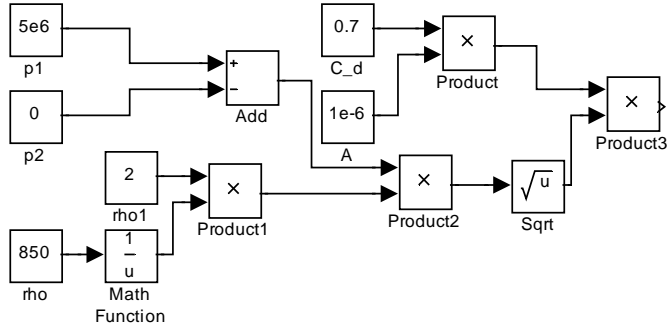 5e6
p1
0
p2
+
−
Add
0.7
C_d
1e-6
A
×
Product
×
Product3
2
rho1
×
Product1
×
Product2
√u
Sqrt
850
rho
1
u
Math
Function